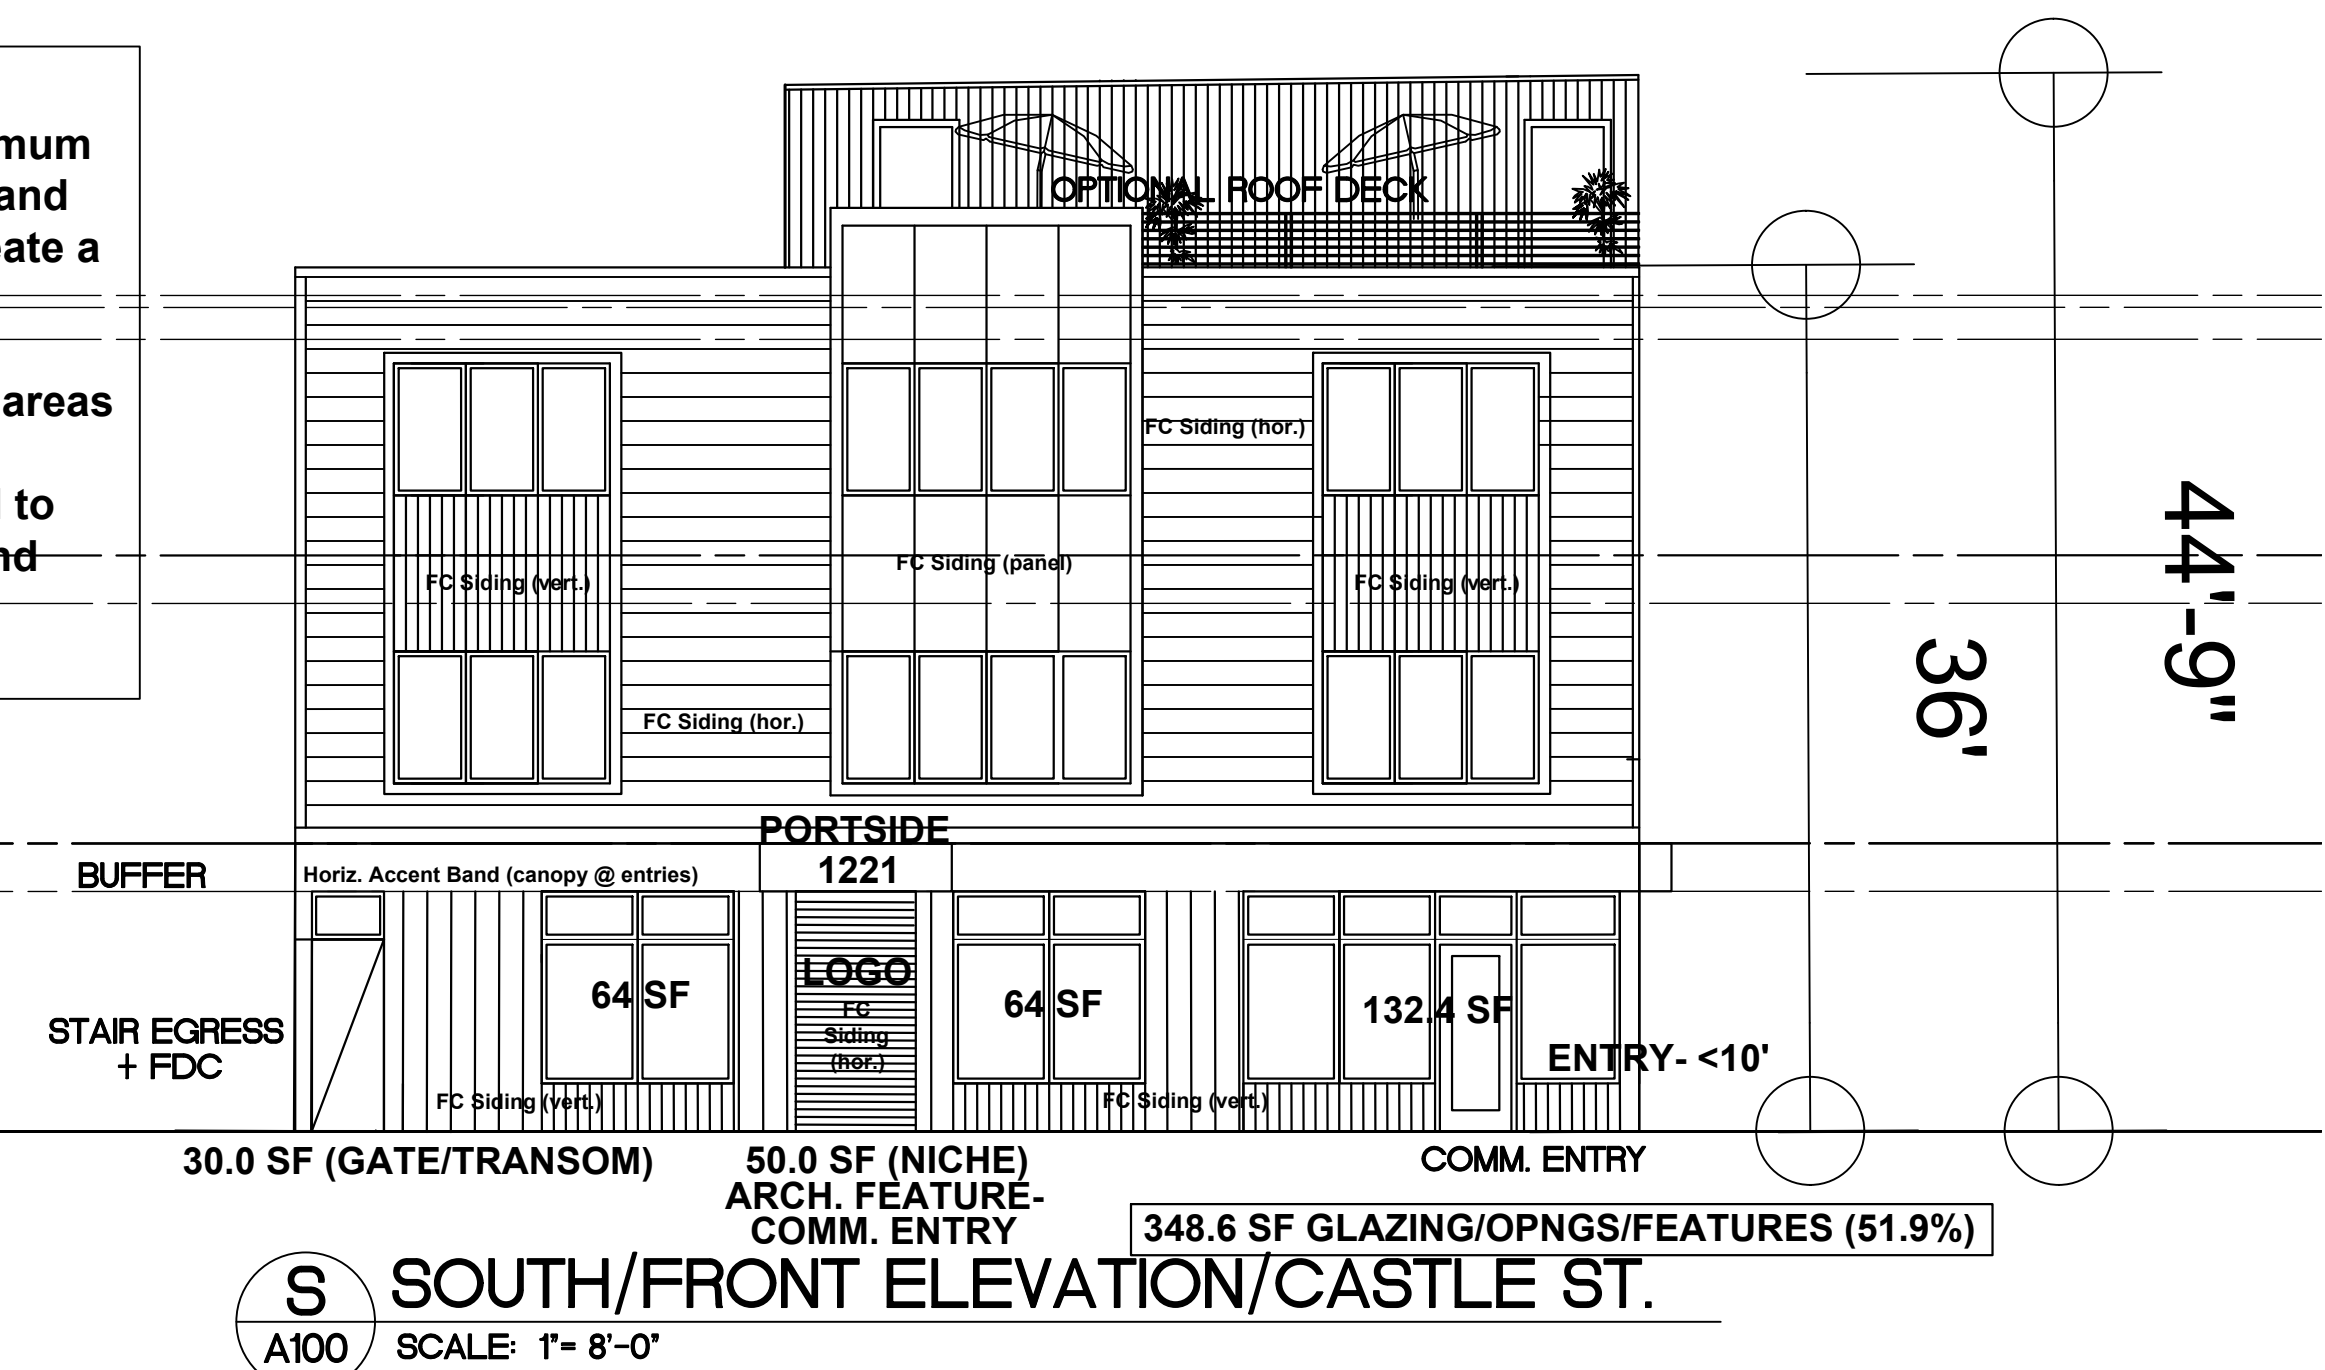 mum
and
eate a
areas
to
nd
OPTIONAL ROOF DECK
FC Siding (hor.)
FC Siding (panel)
FC Siding (vert.)
FC Siding (vert.)
FC Siding (hor.)
44'-9"
36'
PORTSIDE
1221
BUFFER
Horiz. Accent Band (canopy @ entries)
64 SF
LOGO
FC
Siding
(hor.)
64 SF
132.4 SF
STAIR EGRESS
+ FDC
ENTRY- <10'
FC Siding (vert.)
FC Siding (vert.)
30.0 SF (GATE/TRANSOM)
50.0 SF (NICHE)
ARCH. FEATURE-
COMM. ENTRY
COMM. ENTRY
348.6 SF GLAZING/OPNGS/FEATURES (51.9%)
S
A100
SOUTH/FRONT ELEVATION/CASTLE ST.
SCALE: 1"= 8'-0"